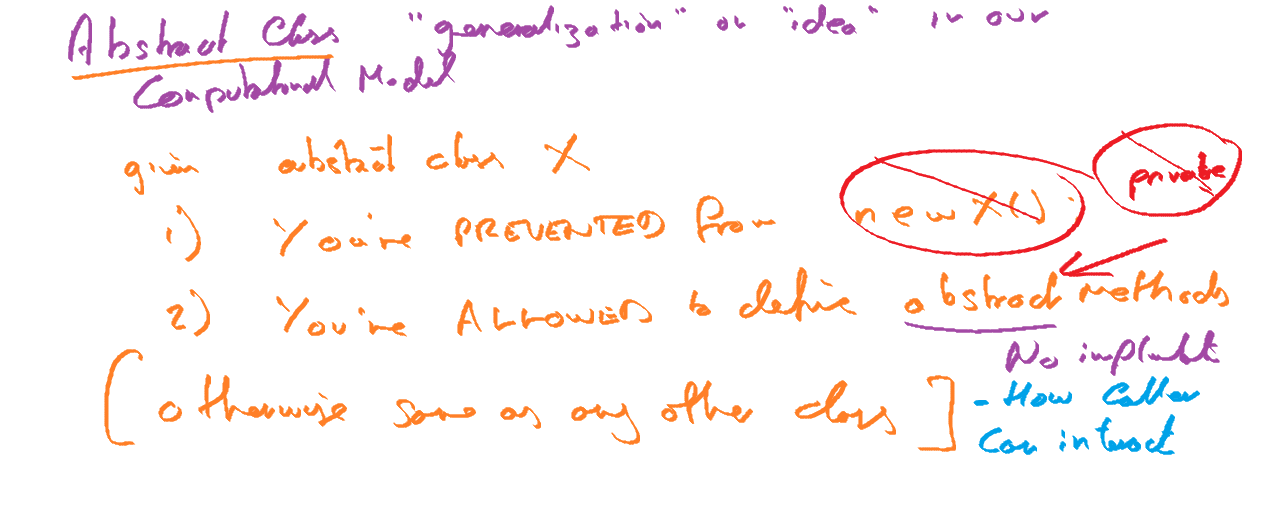 Abstract Class "generalization" or "idea" in our
Computational Model
given abstract class X
private
1) You're PREVENTED from new X()
2) You're ALLOWED to define abstract methods
No implmt
[otherwise same as any other class]
- How Caller
Can interact